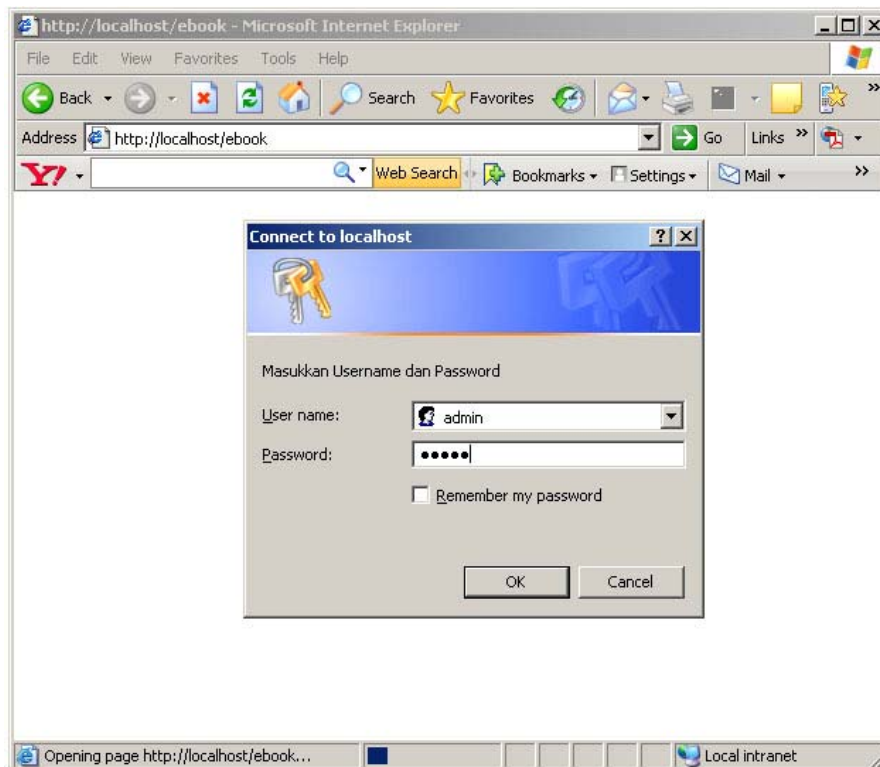 http://localhost/ebook - Microsoft Internet Explorer
File Edit View Favorites Tools Help
Back Search Favorites »
Address http://localhost/ebook Go Links »
Y! Web Search Bookmarks Settings Mail »
Connect to localhost
Masukkan Username dan Password
User name: admin
Password: •••••
Remember my password
OK Cancel
Opening page http://localhost/ebook... Local intranet